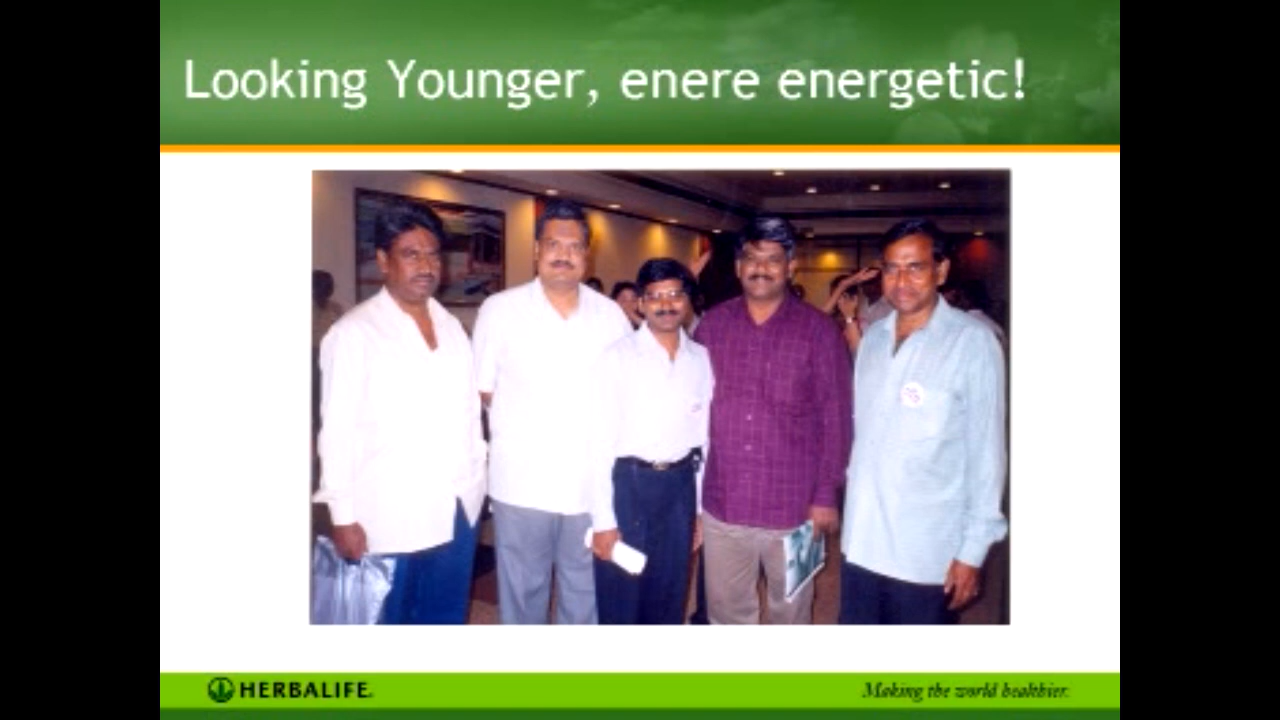 Looking Younger, enere energetic!
HERBALIFE.
Making the world healthier.